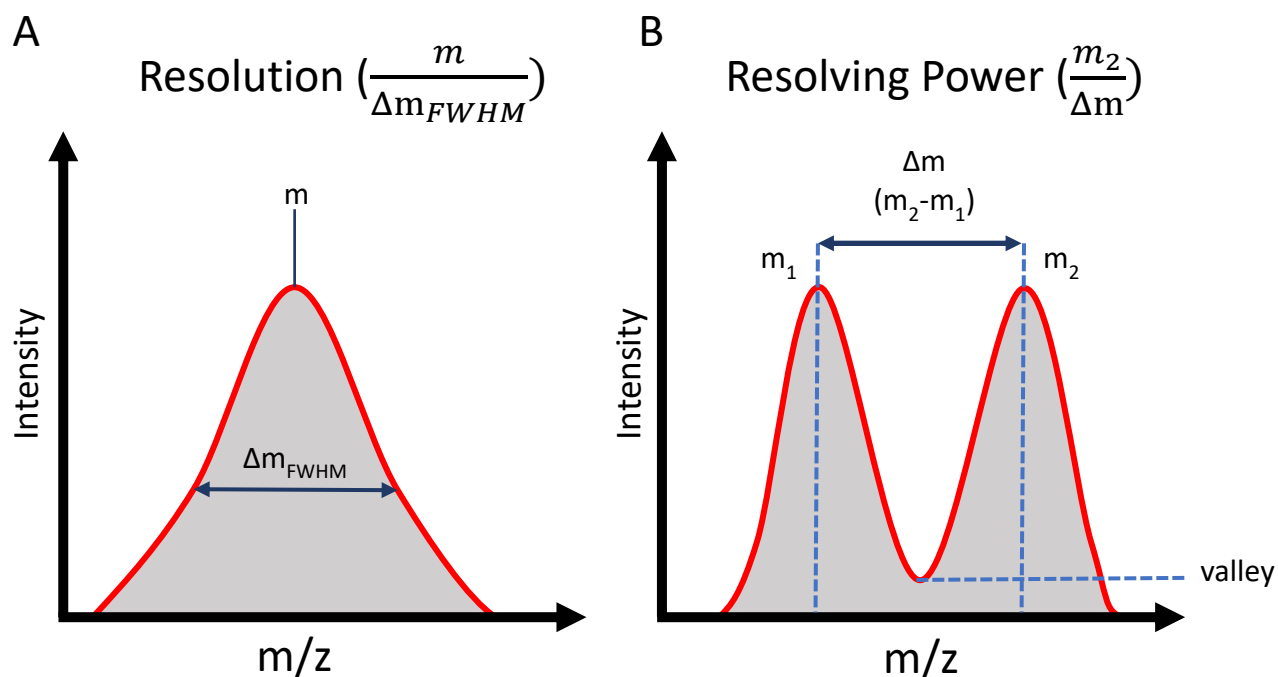 A
Resolution (m/Δm_FWHM)
m
Δm_FWHM
Intensity
m/z
B
Resolving Power (m₂/Δm)
Δm
(m₂-m₁)
m₁
m₂
valley
Intensity
m/z